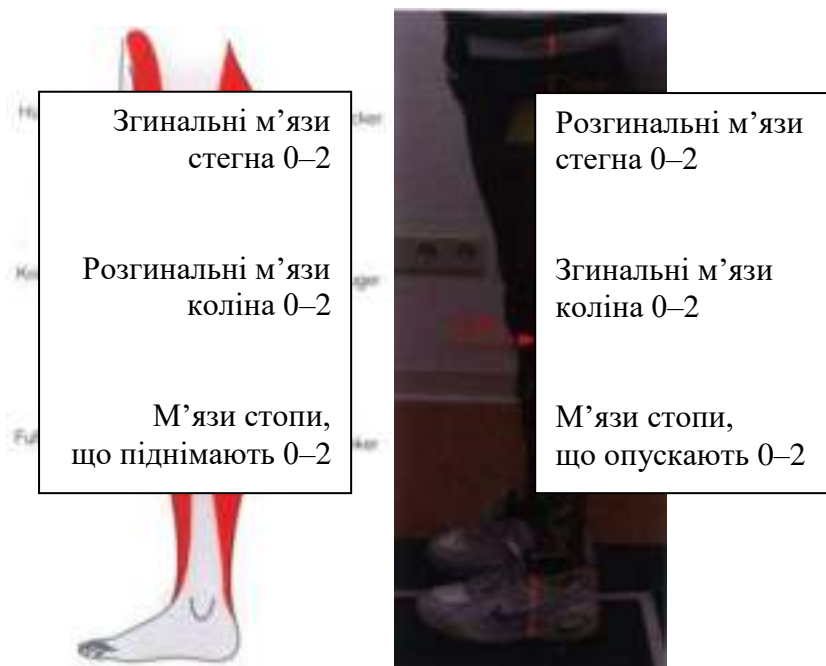 Згинальні м’язи
стегна 0–2
Розгинальні м’язи
коліна 0–2
М’язи стопи,
що піднімають 0–2
Розгинальні м’язи
стегна 0–2
Згинальні м’язи
коліна 0–2
М’язи стопи,
що опускають 0–2